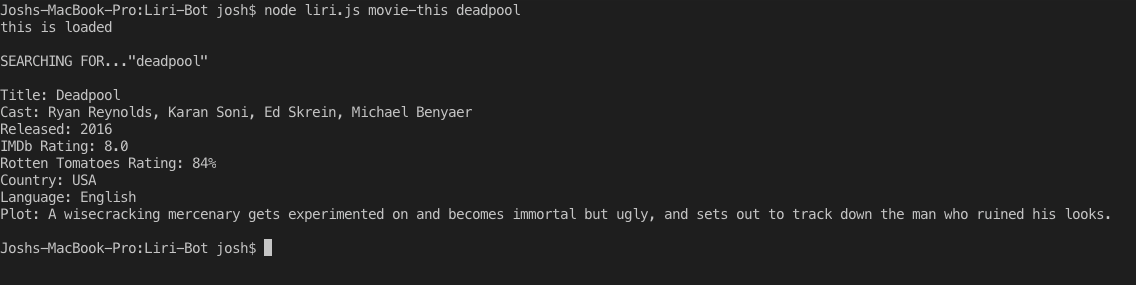 Joshs-MacBook-Pro:Liri-Bot josh$ node liri.js movie-this deadpool
this is loaded
SEARCHING FOR..."deadpool"
Title: Deadpool
Cast: Ryan Reynolds, Karan Soni, Ed Skrein, Michael Benyaer
Released: 2016
IMDb Rating: 8.0
Rotten Tomatoes Rating: 84%
Country: USA
Language: English
Plot: A wisecracking mercenary gets experimented on and becomes immortal but ugly, and sets out to track down the man who ruined his looks.
Joshs-MacBook-Pro:Liri-Bot josh$